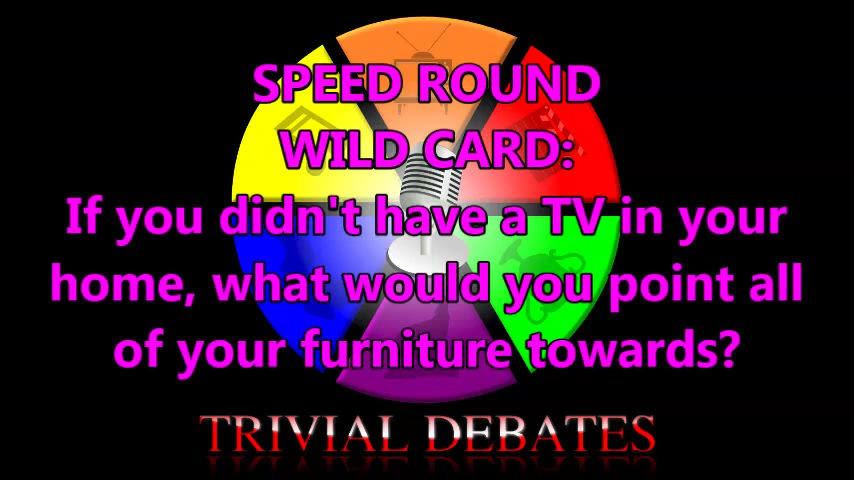 SPEED ROUND
WILD CARD:
If you didn't have a TV in your
home, what would you point all
of your furniture towards?
TRIVIAL DEBATES